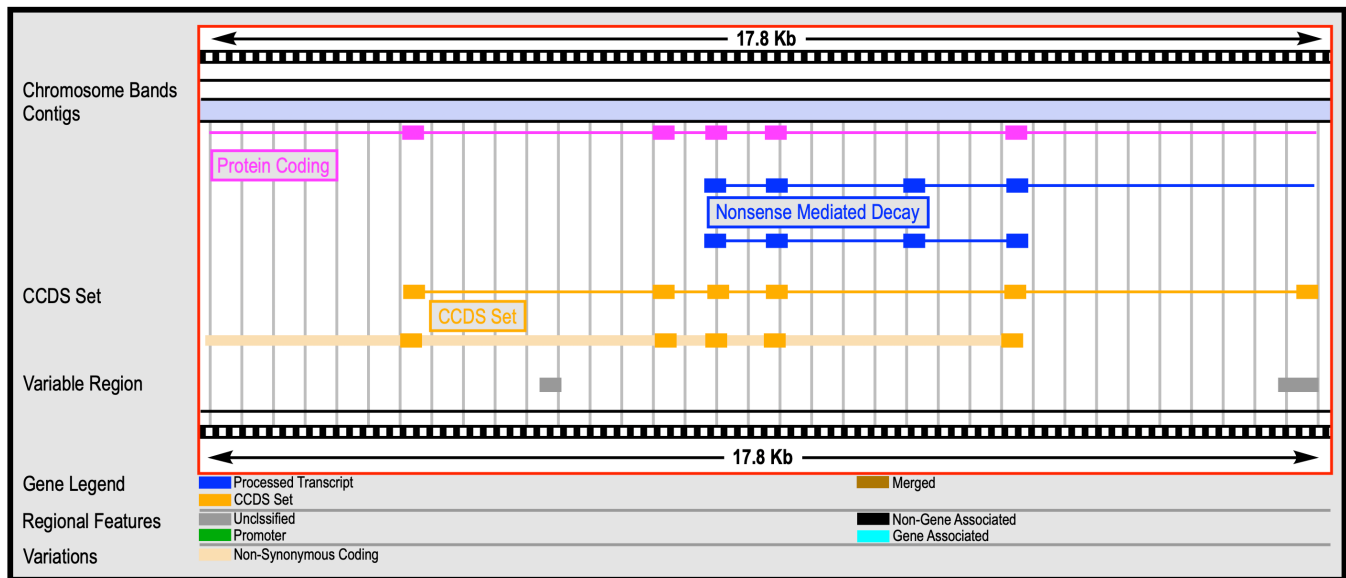 17.8 Kb
Chromosome Bands
Contigs
Protein Coding
Nonsense Mediated Decay
CCDS Set
CCDS Set
Variable Region
17.8 Kb
Gene Legend
Processed Transcript
Merged
CCDS Set
Regional Features
Unclssified
Non-Gene Associated
Promoter
Gene Associated
Variations
Non-Synonymous Coding